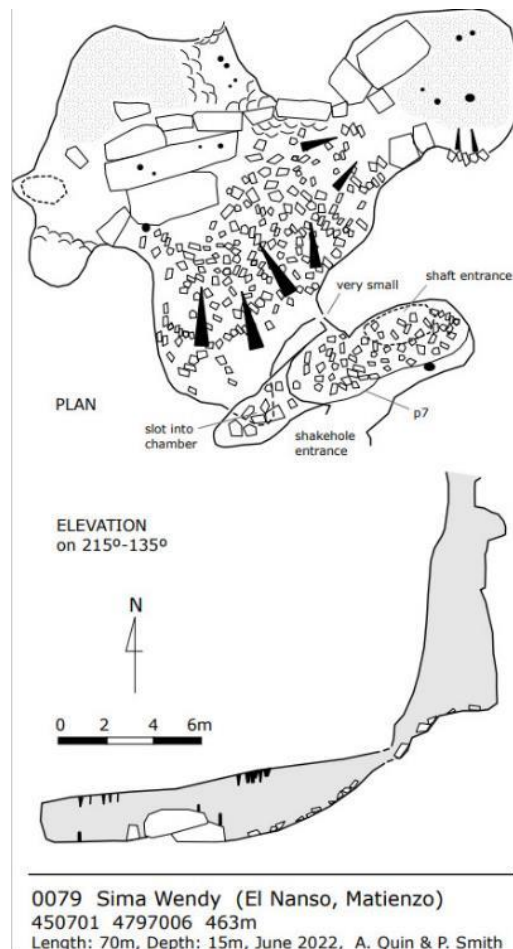 very small
shaft entrance
PLAN
slot into
chamber
shakehole
entrance
p7
ELEVATION
on 215º-135º
N
0 2 4 6m
0079 Sima Wendy (El Nanso, Matienzo)
450701 4797006 463m
Length: 70m, Depth: 15m, June 2022, A. Quin & P. Smith